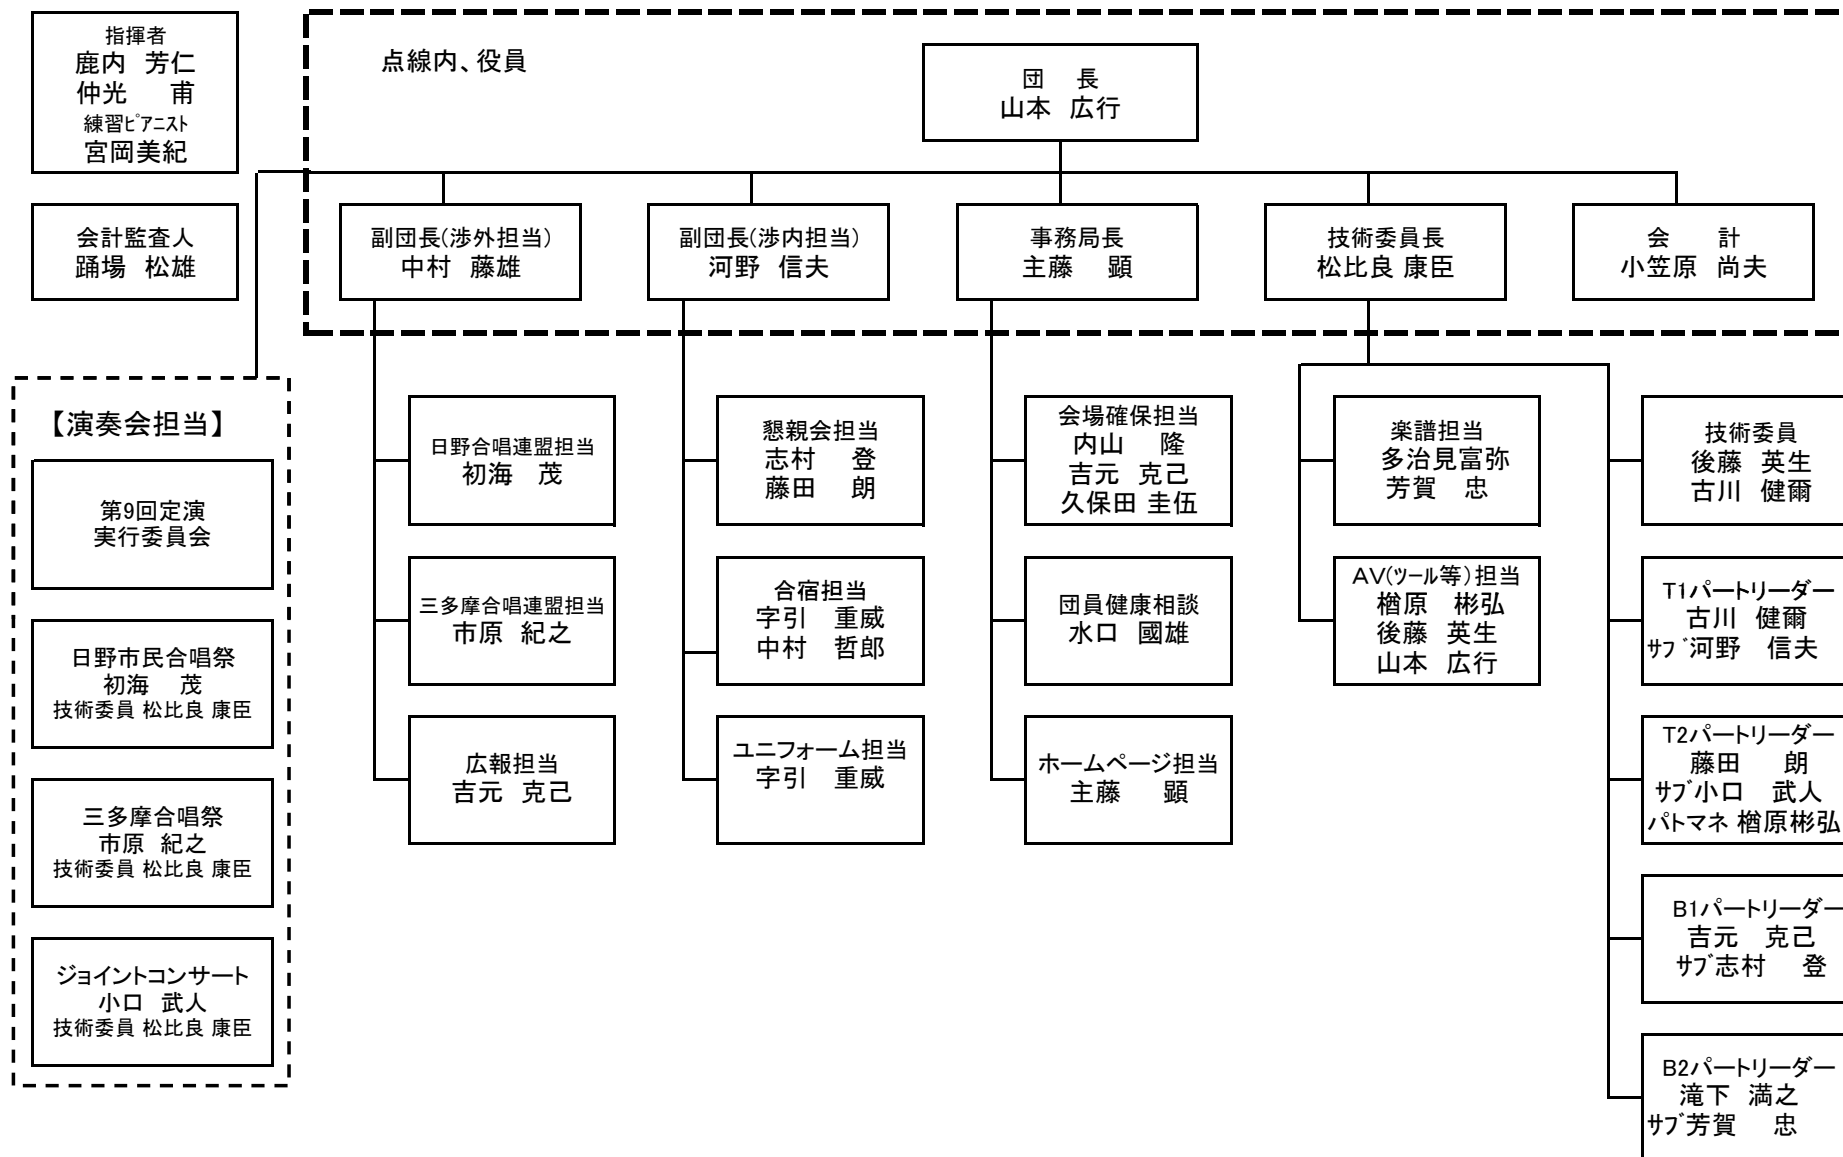 指揮者
鹿内 芳仁
仲光 甫
練習ﾋﾟｱﾆｽﾄ
宮岡美紀
点線内、役員
団 長
山本 広行
会計監査人
踊場 松雄
副団長(渉外担当)
中村 藤雄
副団長(渉内担当)
河野 信夫
事務局長
主藤 顕
技術委員長
松比良 康臣
会 計
小笠原 尚夫
【演奏会担当】
第9回定演
実行委員会
日野市民合唱祭
初海 茂
技術委員 松比良 康臣
三多摩合唱祭
市原 紀之
技術委員 松比良 康臣
ジョイントコンサート
小口 武人
技術委員 松比良 康臣
日野合唱連盟担当
初海 茂
三多摩合唱連盟担当
市原 紀之
広報担当
吉元 克己
懇親会担当
志村 登
藤田 朗
合宿担当
字引 重威
中村 哲郎
ユニフォーム担当
字引 重威
会場確保担当
内山 隆
吉元 克己
久保田 圭伍
団員健康相談
水口 國雄
ホームページ担当
主藤 顕
楽譜担当
多治見富弥
芳賀 忠
AV(ﾂｰﾙ等)担当
楢原 彬弘
後藤 英生
山本 広行
技術委員
後藤 英生
古川 健爾
T1パートリーダー
古川 健爾
ｻﾌﾞ河野 信夫
T2パートリーダー
藤田 朗
ｻﾌﾞ小口 武人
パトマネ 楢原彬弘
B1パートリーダー
吉元 克己
ｻﾌﾞ志村 登
B2パートリーダー
滝下 満之
ｻﾌﾞ芳賀 忠